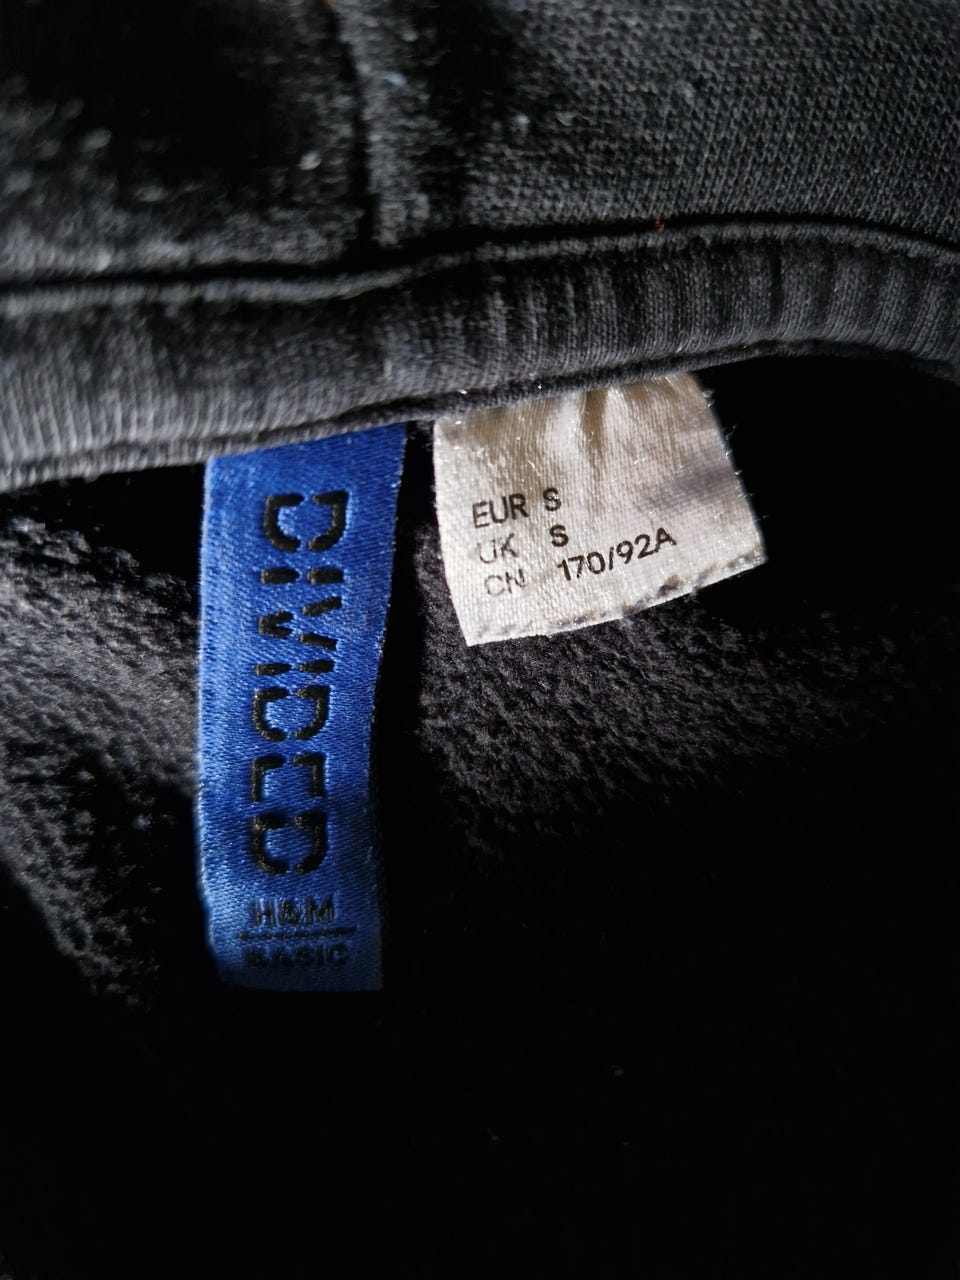 DIVIDED
H&M
BASIC
EUR S
UK S
CN 170/92A